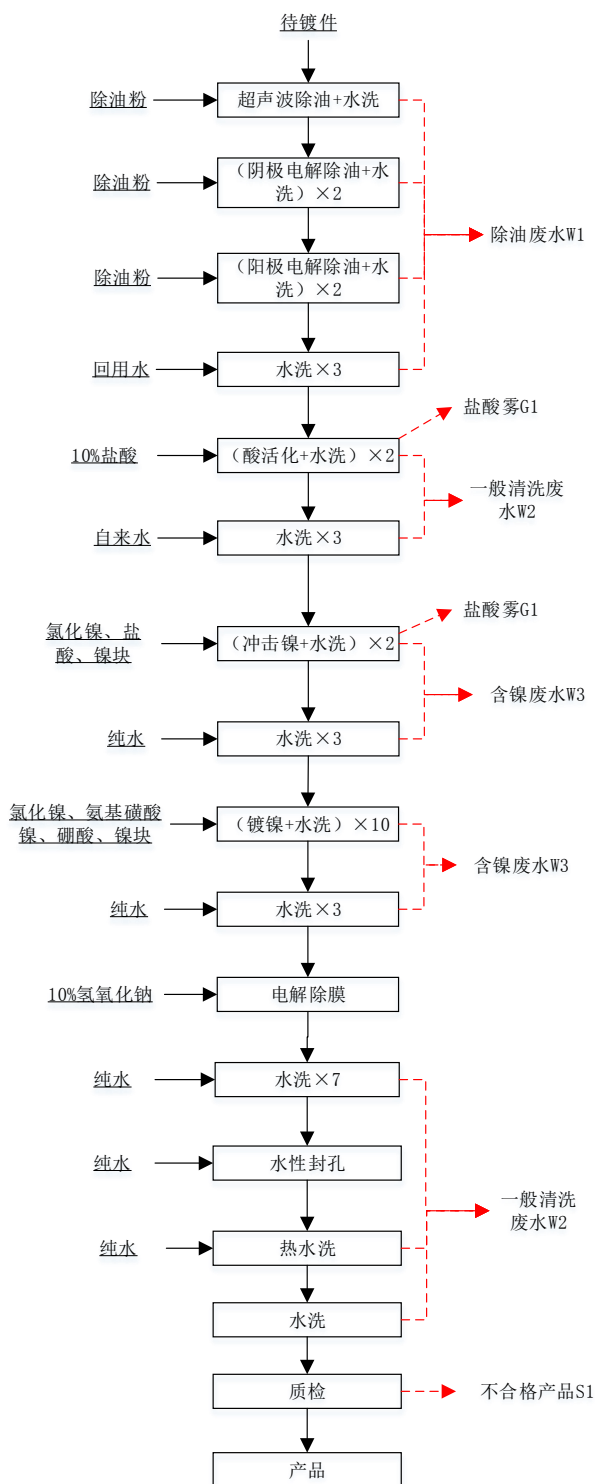 待镀件
除油粉
超声波除油+水洗
除油粉
（阴极电解除油+水
洗）×2
除油废水W1
除油粉
（阳极电解除油+水
洗）×2
回用水
水洗×3
盐酸雾G1
10%盐酸
（酸活化+水洗）×2
一般清洗废
水W2
自来水
水洗×3
盐酸雾G1
氯化镍、盐
酸、镍块
（冲击镍+水洗）×2
含镍废水W3
纯水
水洗×3
氯化镍、氨基磺酸
镍、硼酸、镍块
（镀镍+水洗）×10
含镍废水W3
纯水
水洗×3
10%氢氧化钠
电解除膜
纯水
水洗×7
纯水
水性封孔
一般清洗
废水W2
纯水
热水洗
水洗
质检
不合格产品S1
产品